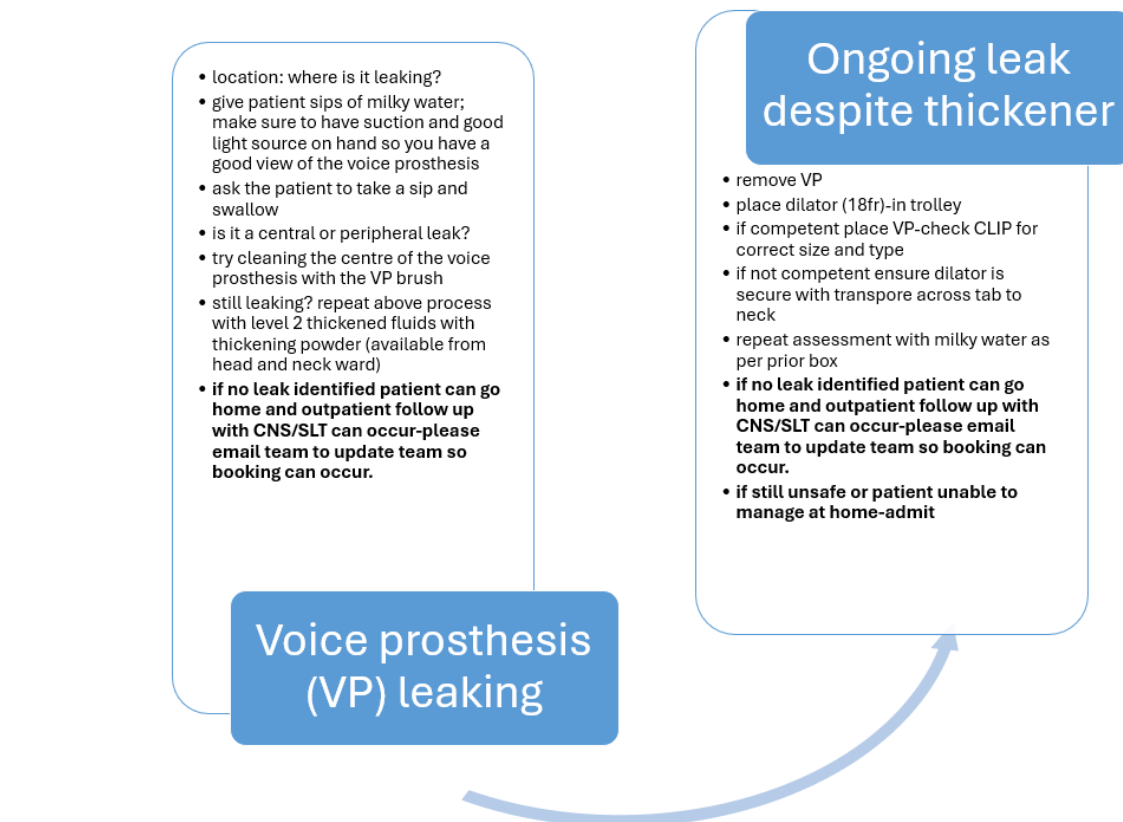 • location: where is it leaking?
• give patient sips of milky water;
make sure to have suction and good
light source on hand so you have a
good view of the voice prosthesis
• ask the patient to take a sip and
swallow
• is it a central or peripheral leak?
• try cleaning the centre of the voice
prosthesis with the VP brush
• still leaking? repeat above process
with level 2 thickened fluids with
thickening powder (available from
head and neck ward)
• if no leak identified patient can go
home and outpatient follow up
with CNS/SLT can occur-please
email team to update team so
booking can occur.
Voice prosthesis
(VP) leaking
Ongoing leak
despite thickener
• remove VP
• place dilator (18fr)-in trolley
• if competent place VP-check CLIP for
correct size and type
• if not competent ensure dilator is
secure with transpore across tab to
neck
• repeat assessment with milky water as
per prior box
• if no leak identified patient can go
home and outpatient follow up with
CNS/SLT can occur-please email
team to update team so booking can
occur.
• if still unsafe or patient unable to
manage at home-admit